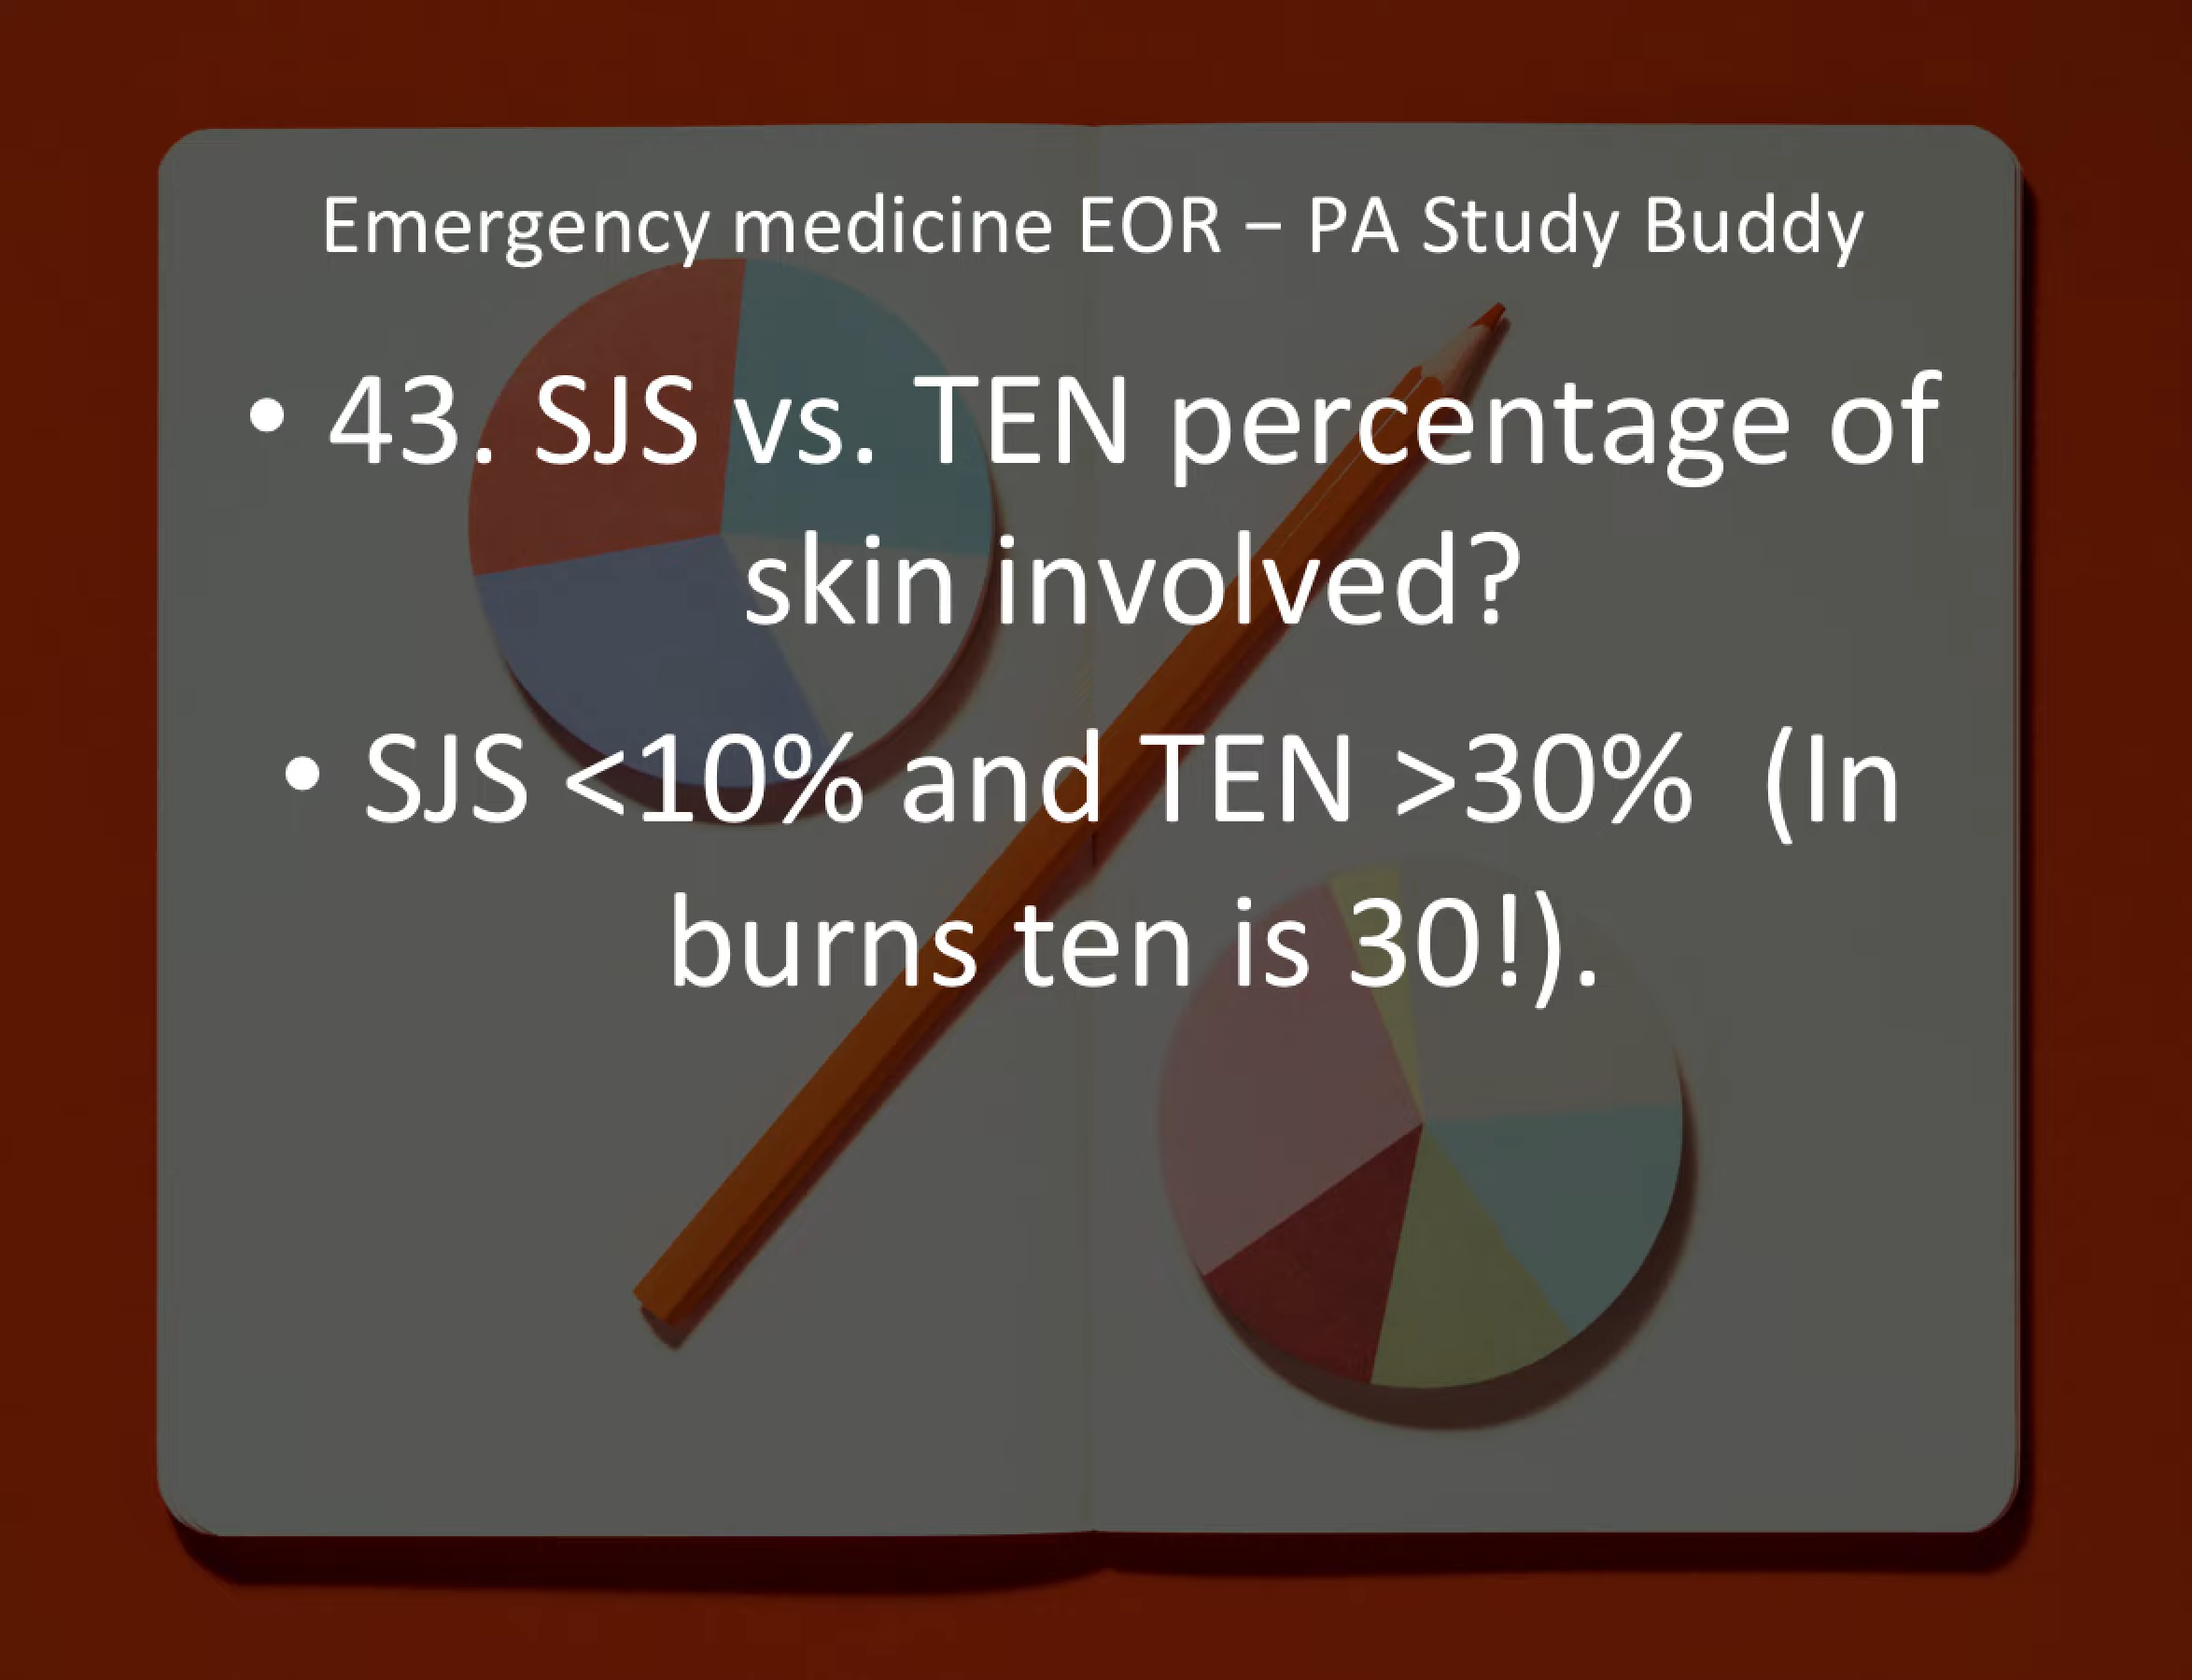 Emergency medicine EOR – PA Study Buddy
• 43. SJS vs. TEN percentage of
skin involved?
• SJS <10% and TEN >30%  (In
burns ten is 30!).